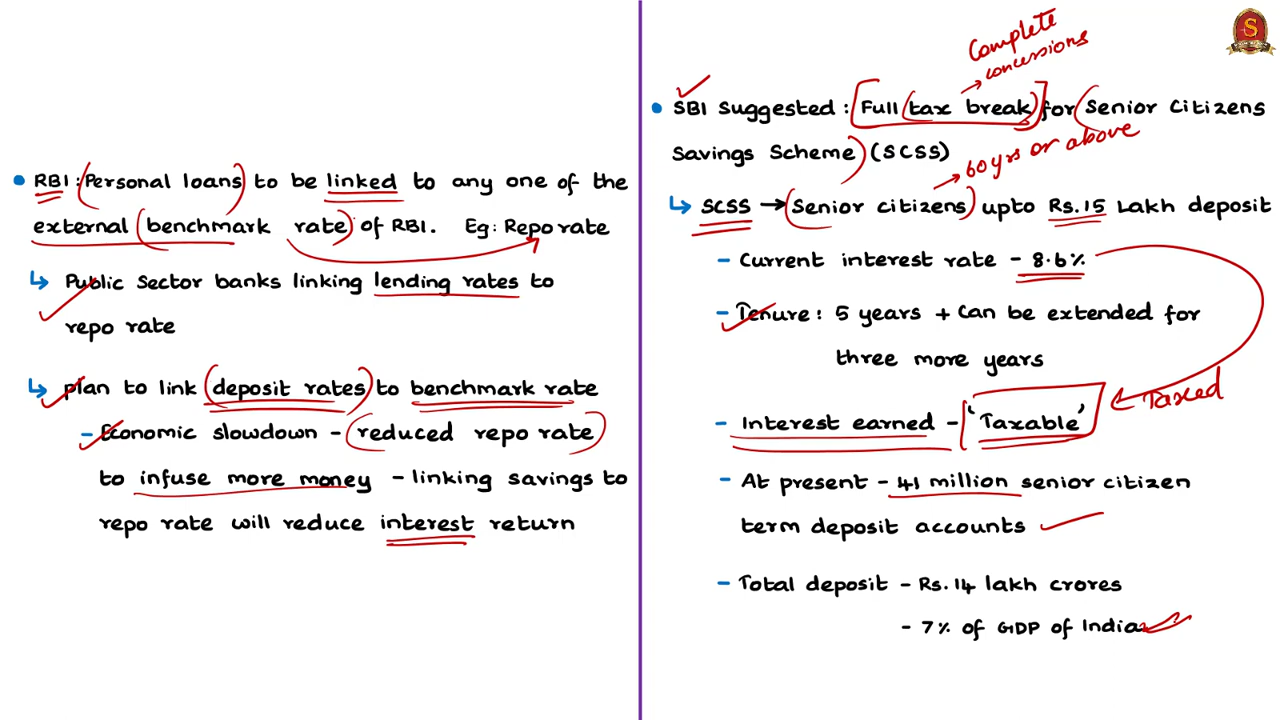 • RBI: Personal loans to be linked to any one of the
external benchmark rate of RBI. Eg: Repo rate
↳ Public Sector banks linking lending rates to
repo rate
↳ plan to link deposit rates to benchmark rate
- Economic slowdown - reduced repo rate
to infuse more money - linking savings to
repo rate will reduce interest return
S
Complete
concessions
• SBI Suggested: Full tax break for Senior Citizens
Savings Scheme (SCSS)
60 yrs or above
↳ SCSS → Senior citizens upto Rs.15 Lakh deposit
- Current interest rate - 8.6%
- Tenure: 5 years + Can be extended for
three more years
Taxed
- Interest earned - 'Taxable'
- At present - 41 million senior citizen
term deposit accounts
- Total deposit - Rs.14 lakh crores
- 7% of GDP of India